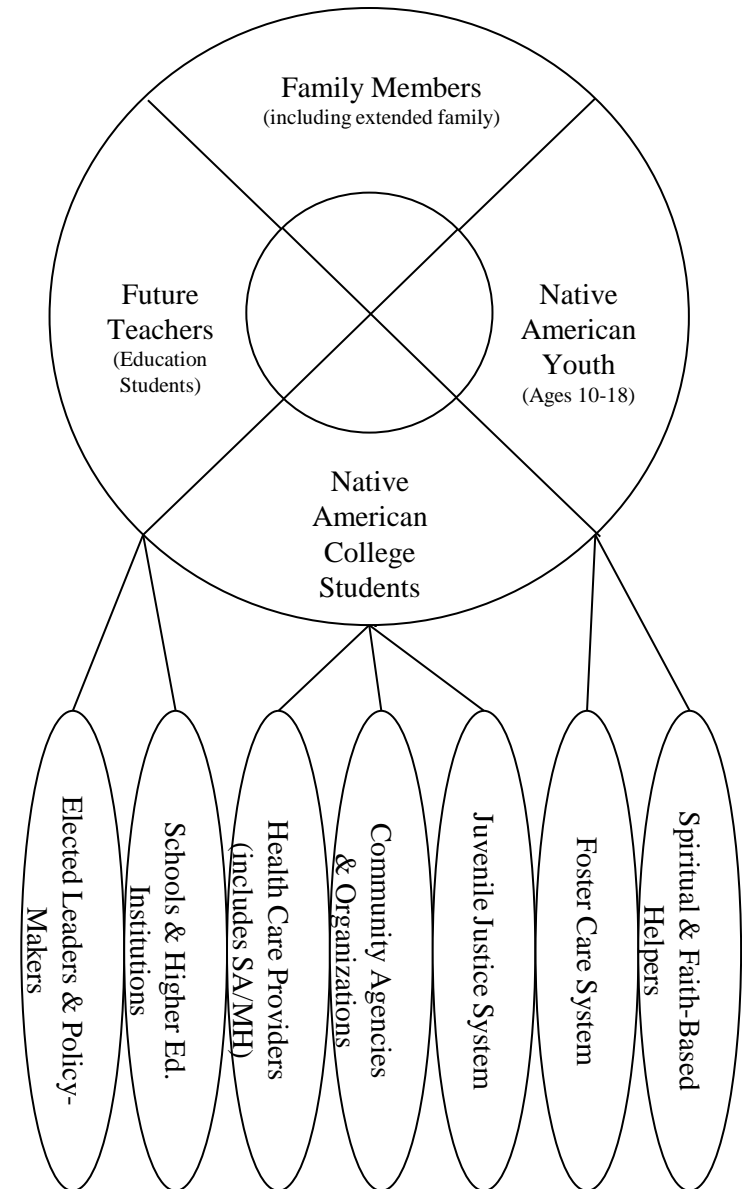 Family Members
(including extended family)
Future
Teachers
(Education
Students)
Native
American
Youth
(Ages 10-18)
Native
American
College
Students
Elected Leaders & Policy-
Makers
Schools & Higher Ed.
Institutions
Health Care Providers
(includes SA/MH)
Community Agencies
& Organizations
Juvenile Justice System
Foster Care System
Spiritual & Faith-Based
Helpers